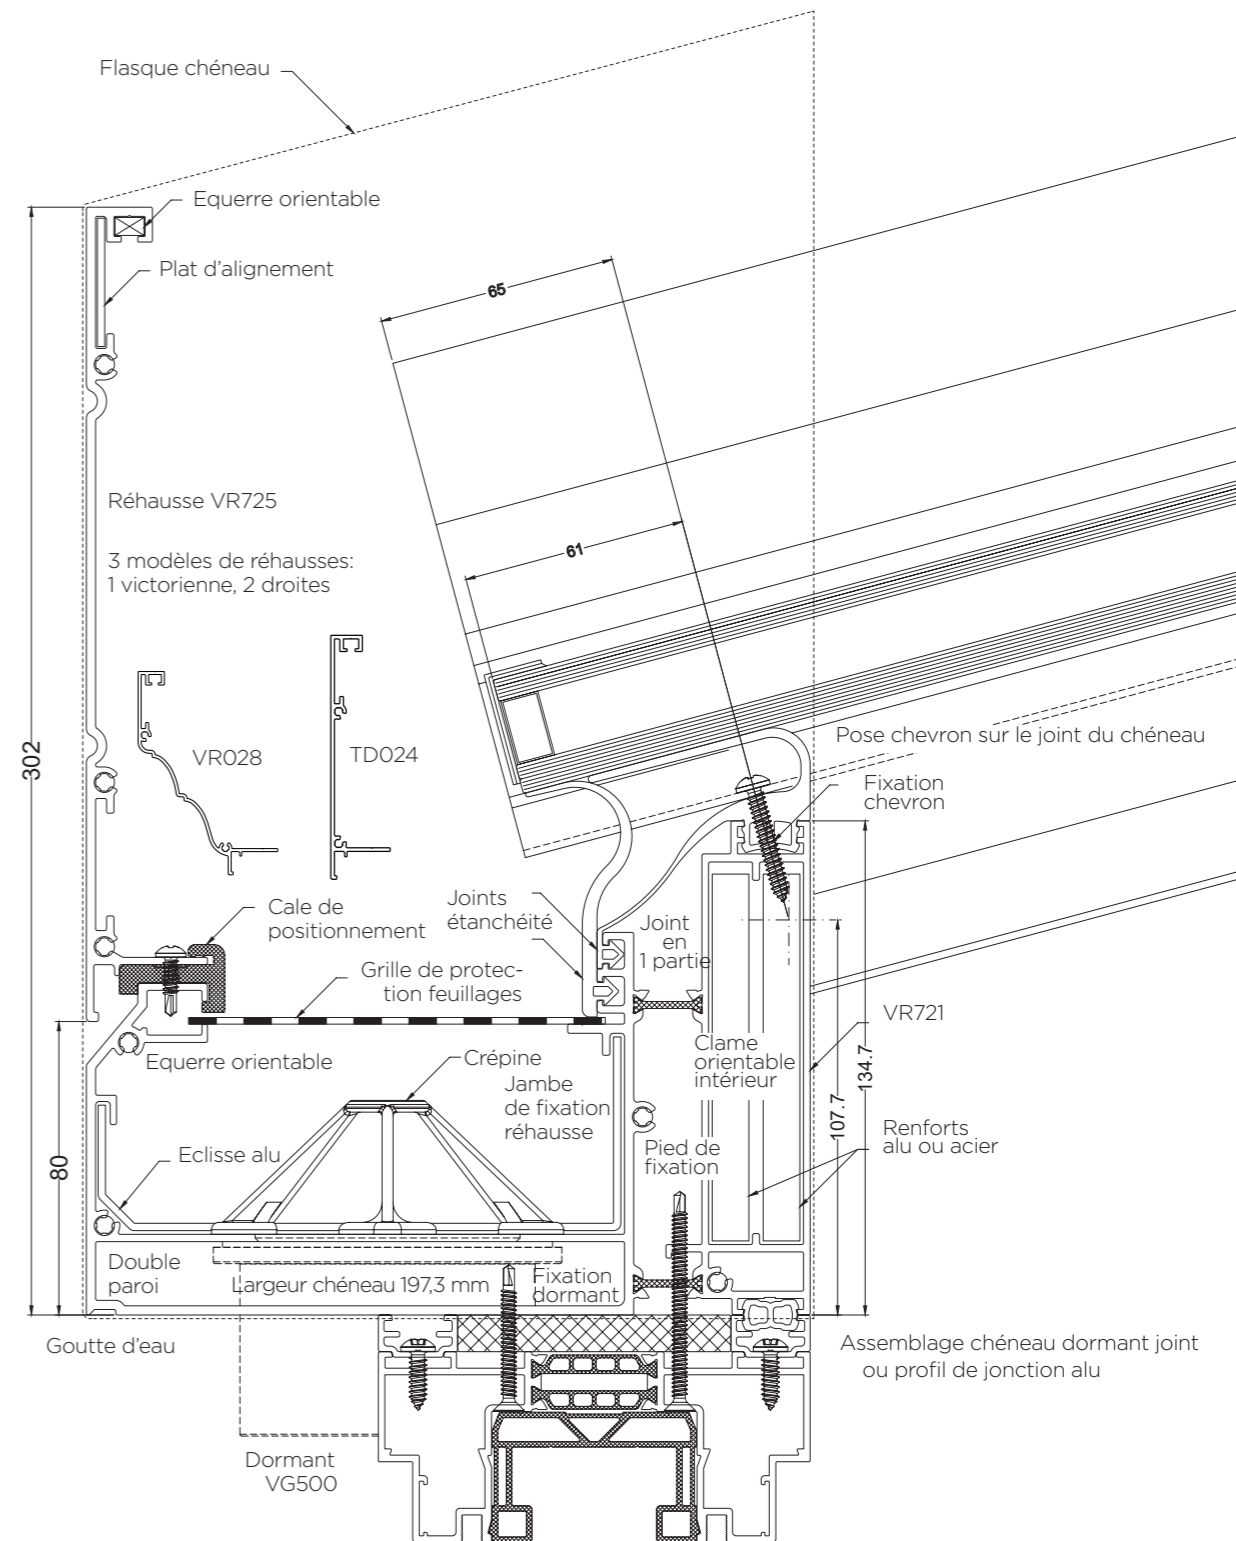 Flasque chéneau
Equerre orientable
Plat d'alignement
65
Réhausse VR725
3 modèles de réhausses:
1 victorienne, 2 droites
61
302
VR028
TD024
Pose chevron sur le joint du chéneau
Fixation
chevron
Cale de
positionnement
Joints
étanchéité
Joint
en
1 partie
Grille de protec-
tion feuillages
VR721
Equerre orientable
Crépine
Clame
orientable
intérieur
134.7
107.7
Jambe
de fixation
réhausse
Renforts
alu ou acier
Eclisse alu
Pied de
fixation
80
Double
paroi
Largeur chéneau 197,3 mm
Fixation
dormant
Goutte d'eau
Assemblage chéneau dormant joint
ou profil de jonction alu
Dormant
VG500